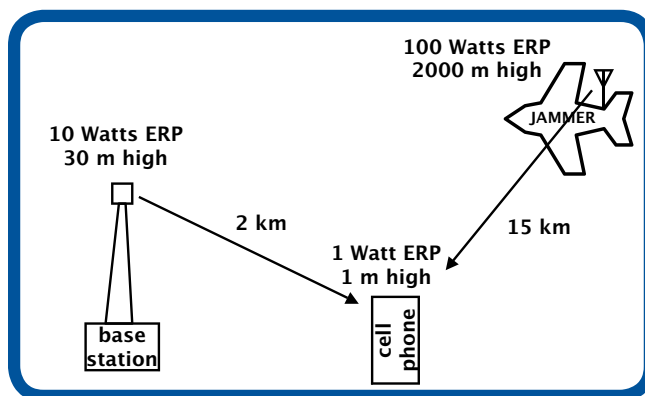 100 Watts ERP
2000 m high
JAMMER
10 Watts ERP
30 m high
2 km
15 km
1 Watt ERP
1 m high
base
station
cell
phone